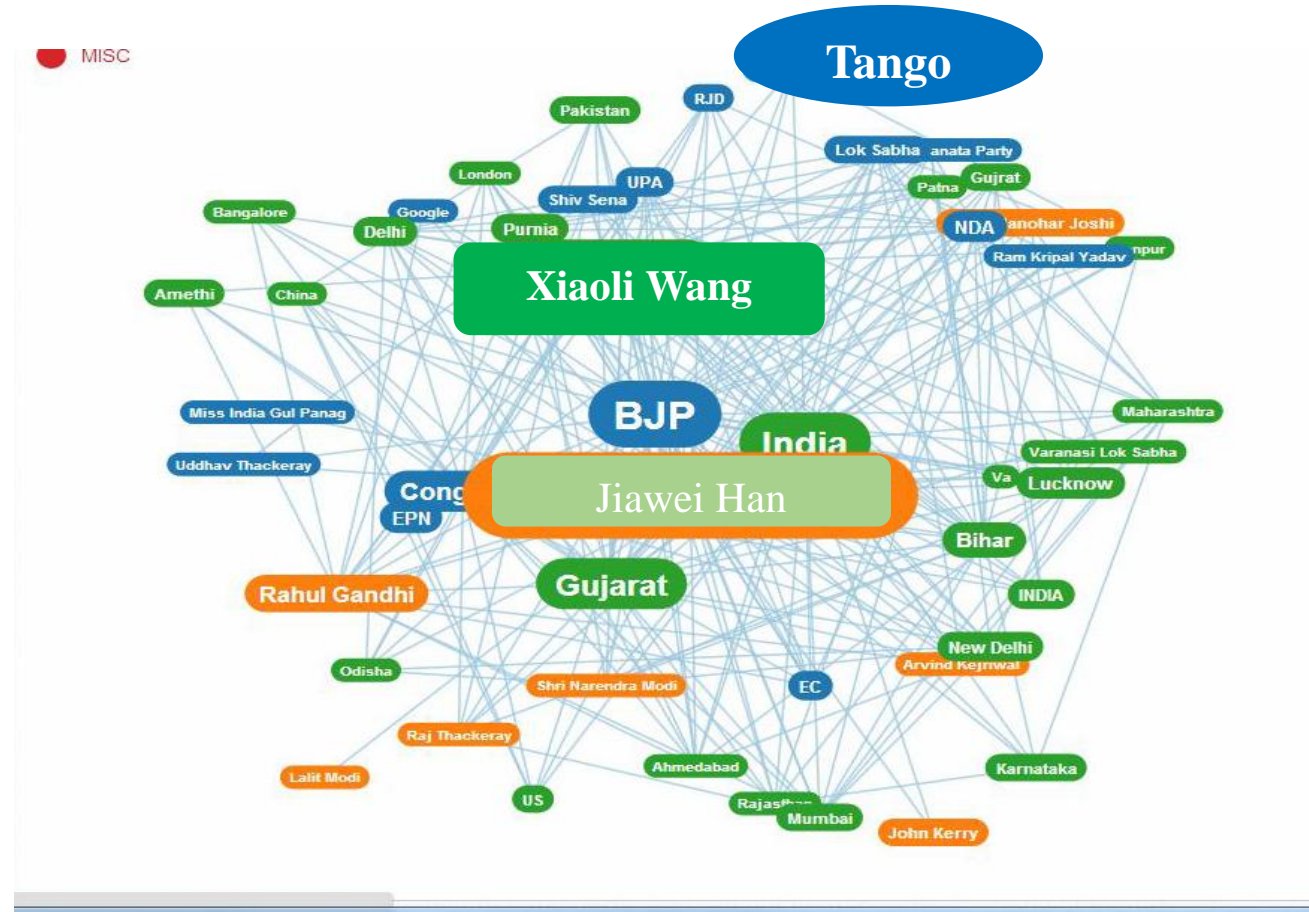 Tango
MISC
Pakistan
RJD
Lok Sabha
anata Party
London
UPA
Patna
Gujrat
Shiv Sena
Bangalore
Google
Delhi
Purnia
NDA
anohar Joshi
Ram Kripal Yadav
npur
Xiaoli Wang
Amethi
China
BJP
India
Miss India Gul Panag
Maharashtra
Uddhav Thackeray
Varanasi Lok Sabha
Cong
Jiawei Han
Va
Lucknow
EPN
Bihar
Rahul Gandhi
Gujarat
INDIA
New Delhi
Arvind Kejriwal
Odisha
Shri Narendra Modi
EC
Raj Thackeray
Ahmedabad
Karnataka
Lalit Modi
US
Rajasthan
Mumbai
John Kerry